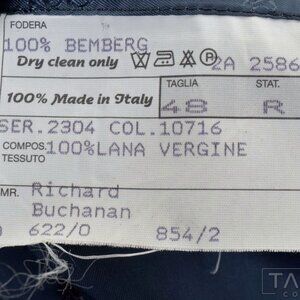 FODERA
100% BEMBERG
Dry clean only
2A 2586
TAGLIA
STAT.
100% Made in Italy
48
R
SER. 2304 COL. 10716
COMPOS. TESSUTO
100%LANA VERGINE
MR. Richard
Buchanan
622/0
854/2